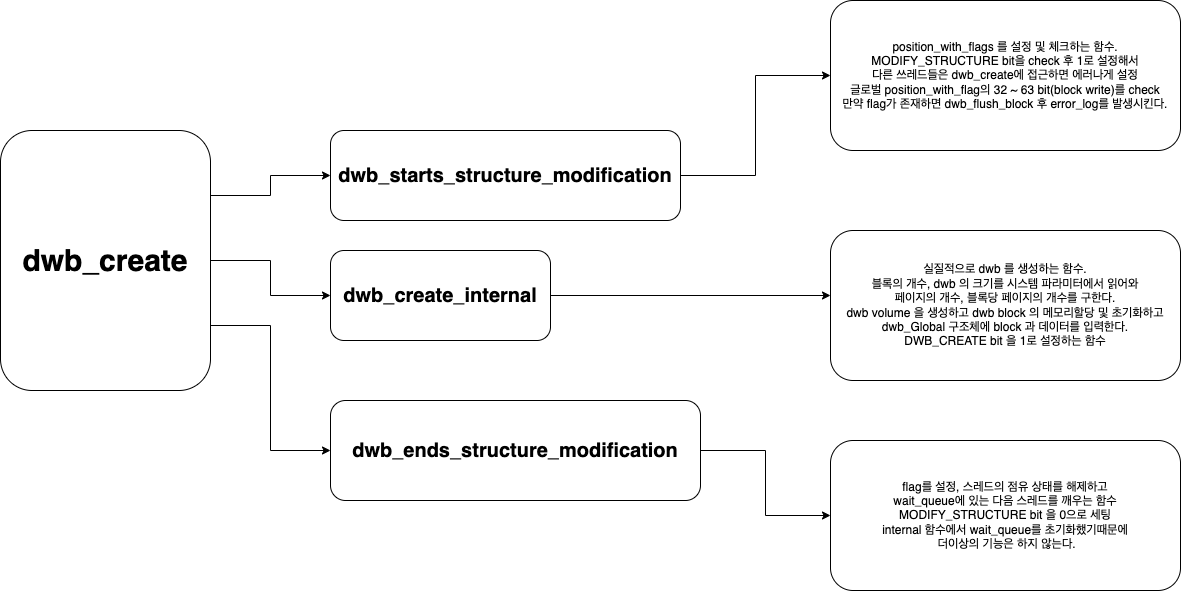 dwb_create
dwb_starts_structure_modification
position_with_flags 를 설정 및 체크하는 함수.
MODIFY_STRUCTURE bit을 check 후 1로 설정해서
다른 쓰레드들은 dwb_create에 접근하면 에러나게 설정
글로벌 position_with_flag의 32 ~ 63 bit(block write)를 check
만약 flag가 존재하면 dwb_flush_block 후 error_log를 발생시킨다.
dwb_create_internal
실질적으로 dwb 를 생성하는 함수.
블록의 개수, dwb 의 크기를 시스템 파라미터에서 읽어와
페이지의 개수, 블록당 페이지의 개수를 구한다.
dwb volume 을 생성하고 dwb block 의 메모리할당 및 초기화하고
dwb_Global 구조체에 block 과 데이터를 입력한다.
DWB_CREATE bit 을 1로 설정하는 함수
dwb_ends_structure_modification
flag를 설정, 스레드의 점유 상태를 해제하고
wait_queue에 있는 다음 스레드를 깨우는 함수
MODIFY_STRUCTURE bit 을 0으로 세팅
internal 함수에서 wait_queue를 초기화했기때문에
더이상의 기능은 하지 않는다.